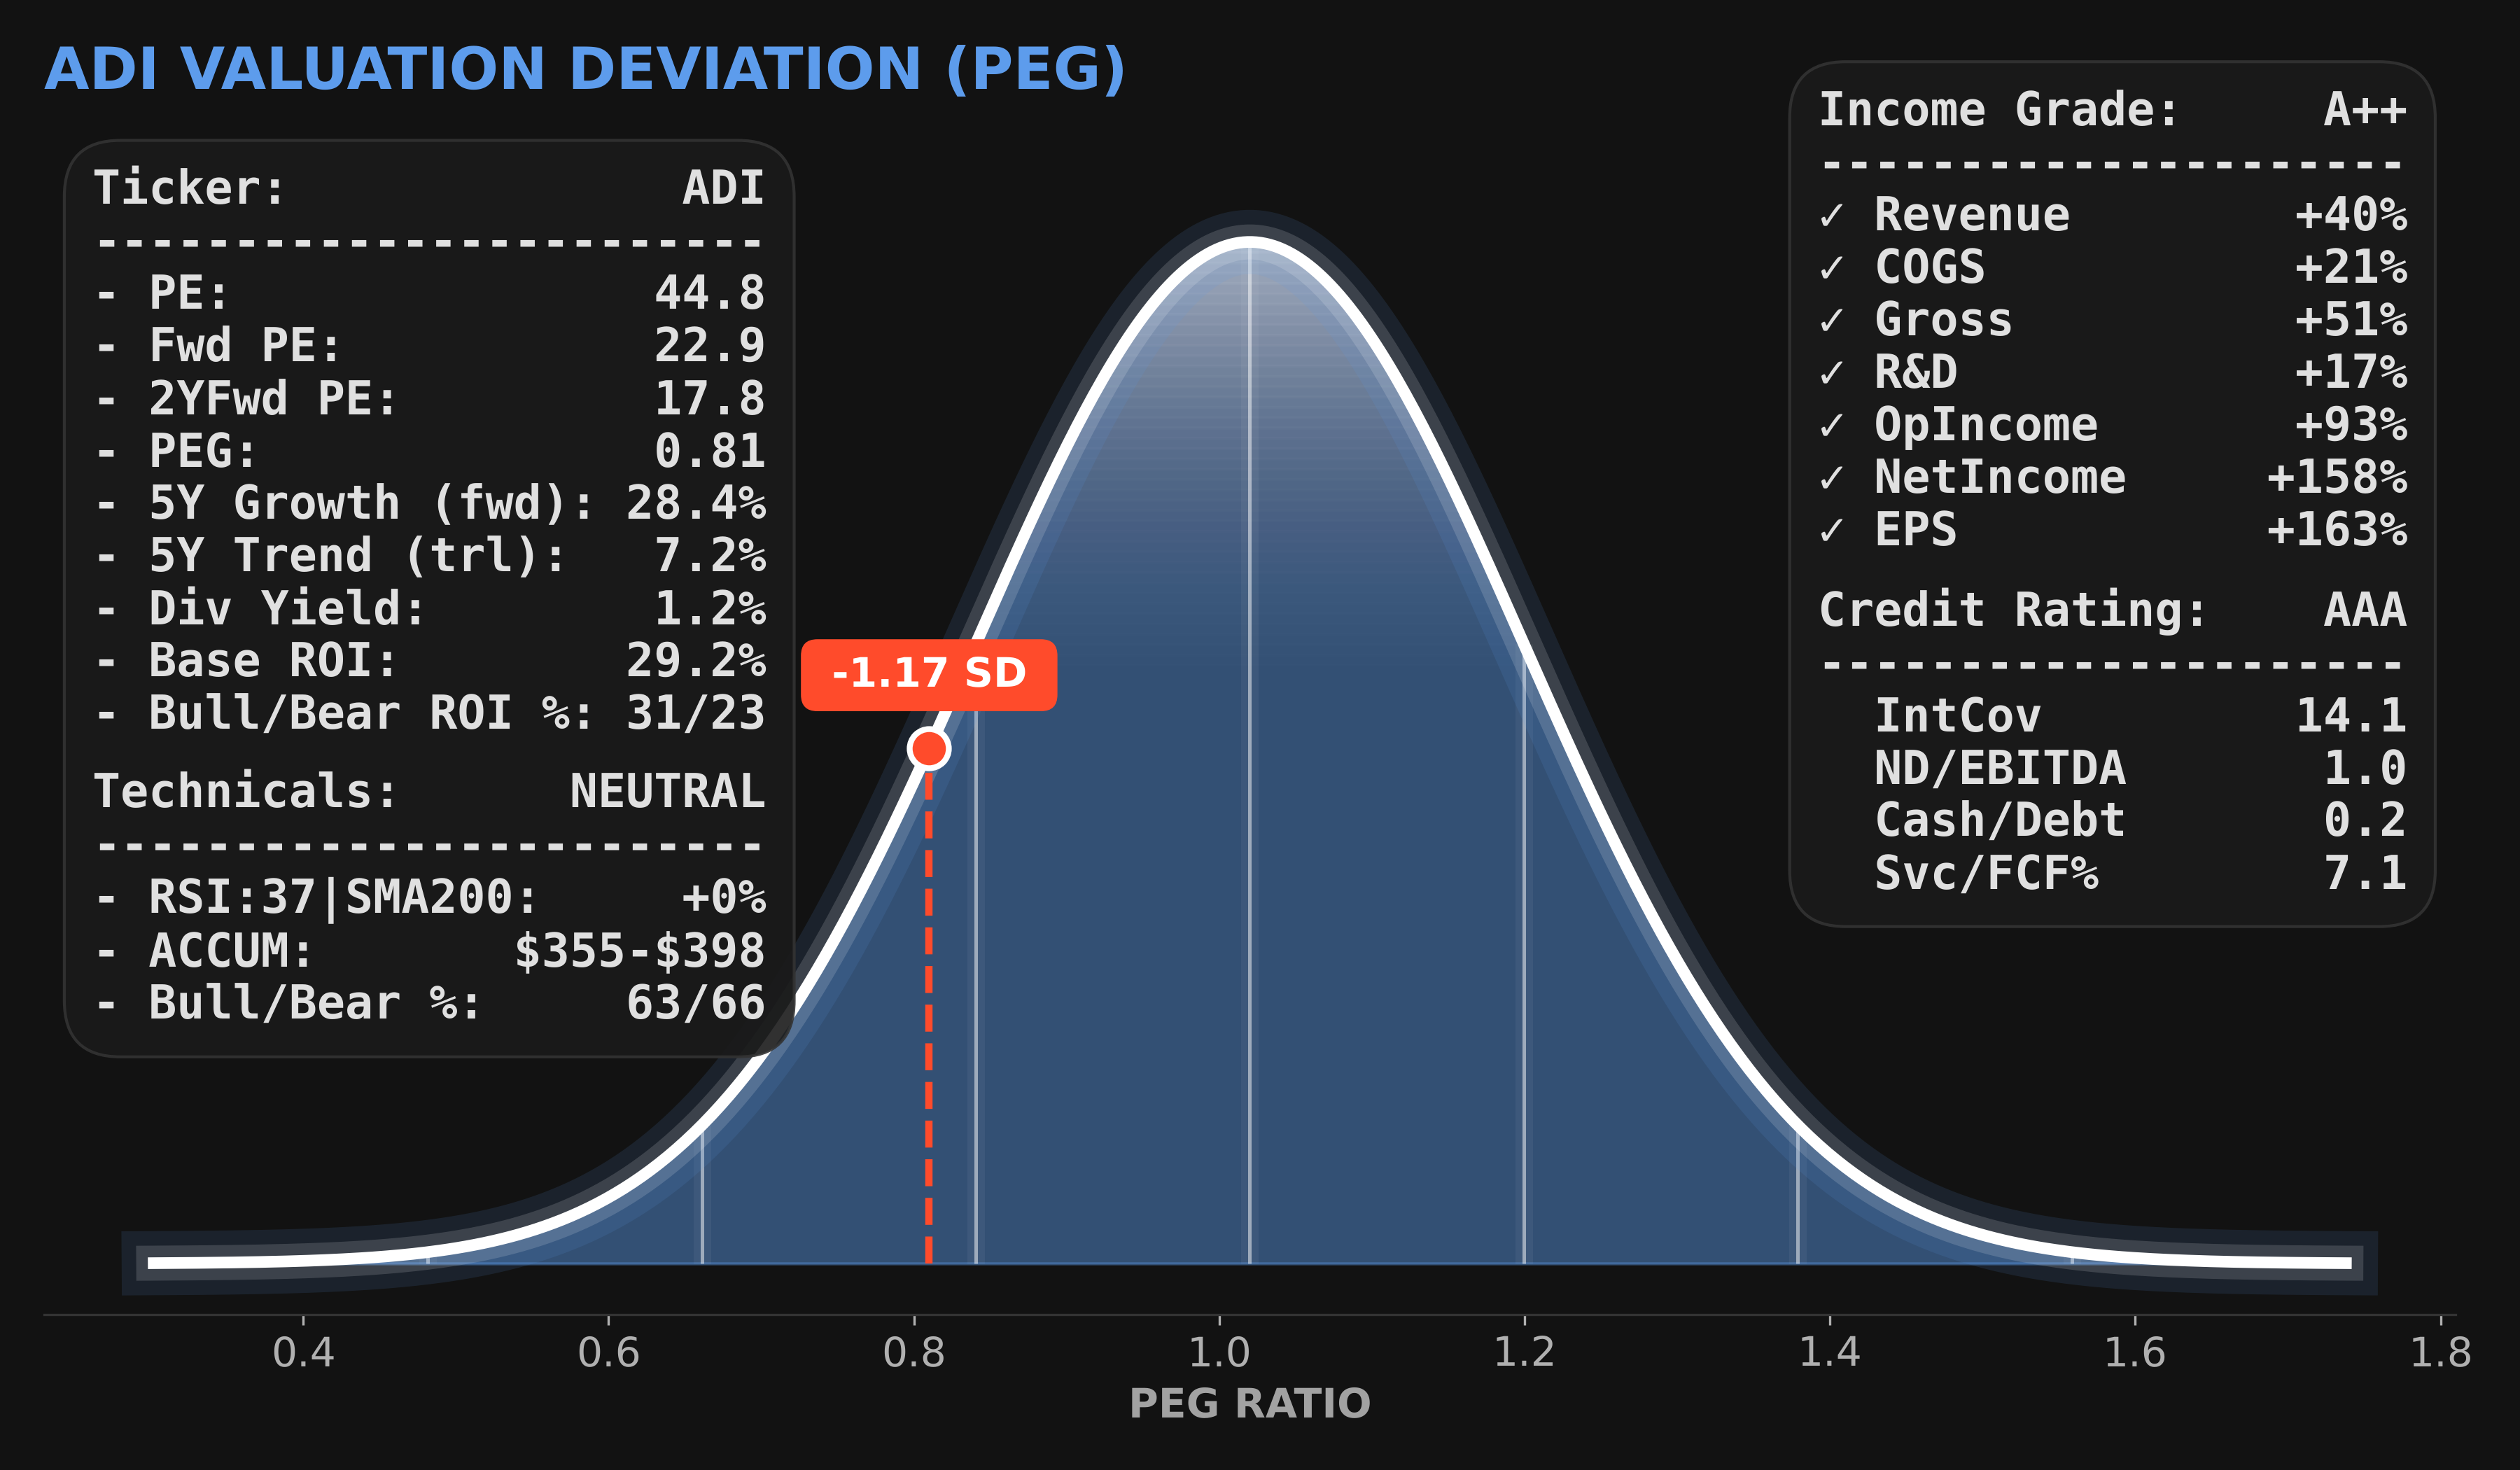 ADI VALUATION DEVIATION (PEG)
Ticker: ADI
-------------------------
- PE: 44.8
- Fwd PE: 22.9
- 2YFwd PE: 17.8
- PEG: 0.81
- 5Y Growth (fwd): 28.4%
- 5Y Trend (trl): 7.2%
- Div Yield: 1.2%
- Base ROI: 29.2%
- Bull/Bear ROI %: 31/23
Technicals: NEUTRAL
-------------------------
- RSI:37|SMA200: +0%
- ACCUM: $355-$398
- Bull/Bear %: 63/66
-1.17 SD
Income Grade: A++
---------------------
✓ Revenue +40%
✓ COGS +21%
✓ Gross +51%
✓ R&D +17%
✓ OpIncome +93%
✓ NetIncome +158%
✓ EPS +163%
Credit Rating: AAA
---------------------
IntCov 14.1
ND/EBITDA 1.0
Cash/Debt 0.2
Svc/FCF% 7.1
0.4 0.6 0.8 1.0 1.2 1.4 1.6 1.8
PEG RATIO